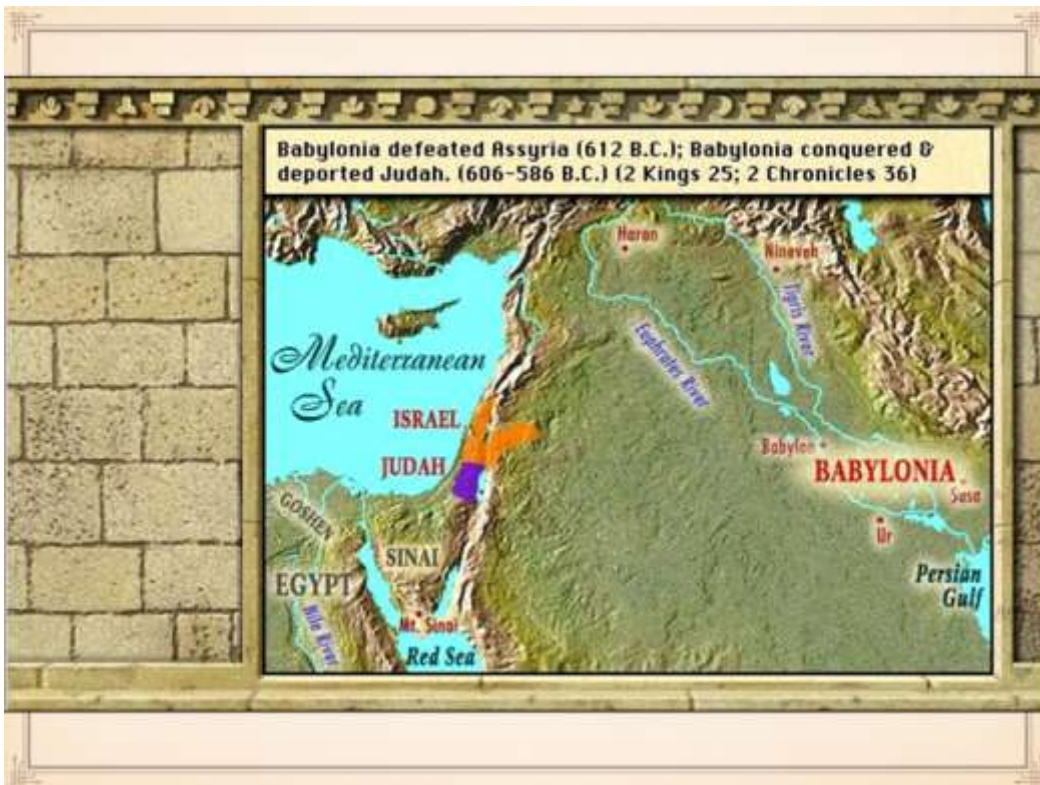 Babylonia defeated Assyria (612 B.C.); Babylonia conquered &
deported Judah. (606-586 B.C.) (2 Kings 25; 2 Chronicles 36)
Haran
Nineveh
Tigris River
Euphrates River
Mediterranean
Sea
ISRAEL
JUDAH
Babylon
BABYLONIA
Susa
Ur
GOSHEN
SINAI
EGYPT
Persian
Gulf
Nile River
Mt. Sinai
Red Sea